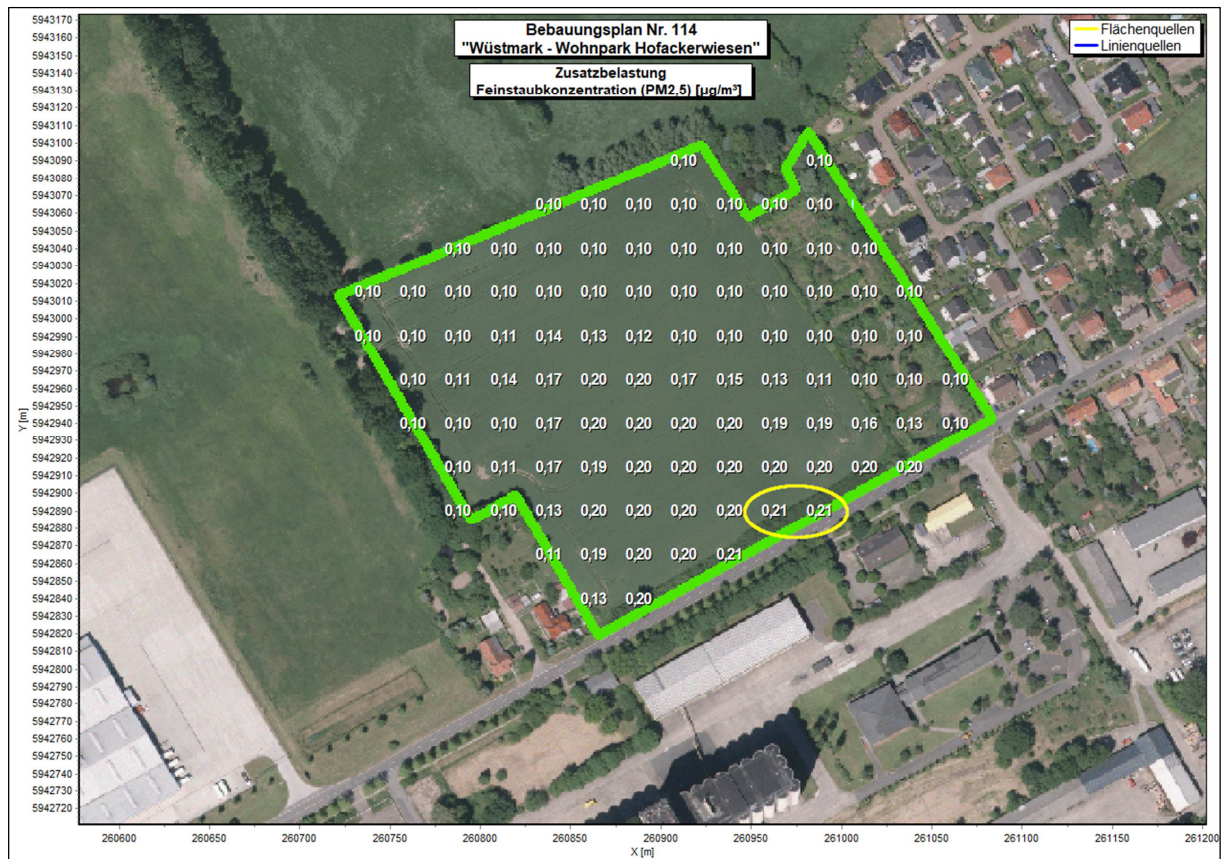 Bebauungsplan Nr. 114
"Wüstmark - Wohnpark Hofackerwiesen"
Zusatzbelastung
Feinstaubkonzentration (PM2,5) [µg/m³]
Flächenquellen
Linienquellen
5943170
5943160
5943150
5943140
5943130
5943120
5943110
5943100
5943090
5943080
5943070
5943060
5943050
5943040
5943030
5943020
5943010
5943000
5942990
5942980
5942970
5942960
5942950
5942940
5942930
5942920
5942910
5942900
5942890
5942880
5942870
5942860
5942850
5942840
5942830
5942820
5942810
5942800
5942790
5942780
5942770
5942760
5942750
5942740
5942730
5942720
Y [m]
0,10 0,10
0,10 0,10 0,10 0,10 0,10 0,10 0,10
0,10 0,10 0,10 0,10 0,10 0,10 0,10 0,10 0,10 0,10
0,10 0,10 0,10 0,10 0,10 0,10 0,10 0,10 0,10 0,10 0,10 0,10 0,10
0,10 0,10 0,10 0,11 0,14 0,13 0,12 0,10 0,10 0,10 0,10 0,10 0,10
0,10 0,11 0,14 0,17 0,20 0,20 0,17 0,15 0,13 0,11 0,10 0,10 0,10
0,10 0,10 0,10 0,17 0,20 0,20 0,20 0,20 0,19 0,19 0,16 0,13 0,10
0,10 0,11 0,17 0,19 0,20 0,20 0,20 0,20 0,20 0,20 0,20
0,10 0,10 0,13 0,20 0,20 0,20 0,20 0,21 0,21
0,11 0,19 0,20 0,20 0,21
0,13 0,20
260600 260650 260700 260750 260800 260850 260900 260950 261000 261050 261100 261150 261200
X [m]